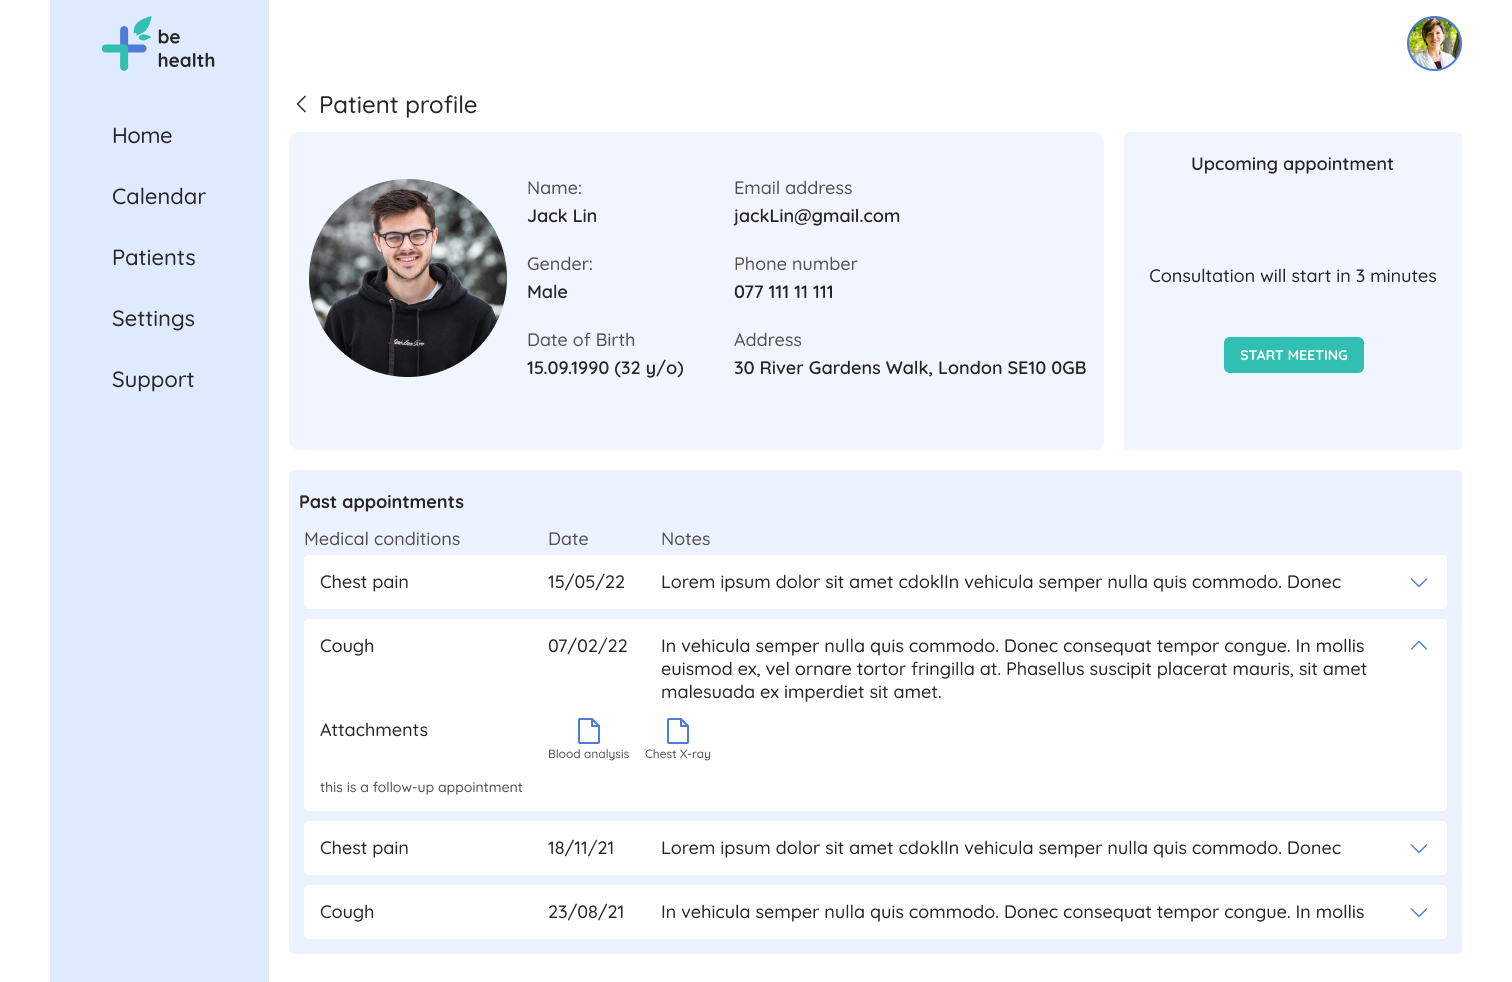 be
health
Home
Calendar
Patients
Settings
Support
Patient profile
Name:
Jack Lin
Gender:
Male
Date of Birth
15.09.1990 (32 y/o)
Email address
jackLin@gmail.com
Phone number
077 111 11 111
Address
30 River Gardens Walk, London SE10 0GB
Upcoming appointment
Consultation will start in 3 minutes
START MEETING
Past appointments
Medical conditions Date Notes
Chest pain 15/05/22 Lorem ipsum dolor sit amet cdoklIn vehicula semper nulla quis commodo. Donec
Cough 07/02/22 In vehicula semper nulla quis commodo. Donec consequat tempor congue. In mollis
euismod ex, vel ornare tortor fringilla at. Phasellus suscipit placerat mauris, sit amet
malesuada ex imperdiet sit amet.
Attachments
Blood analysis Chest X-ray
this is a follow-up appointment
Chest pain 18/11/21 Lorem ipsum dolor sit amet cdoklIn vehicula semper nulla quis commodo. Donec
Cough 23/08/21 In vehicula semper nulla quis commodo. Donec consequat tempor congue. In mollis